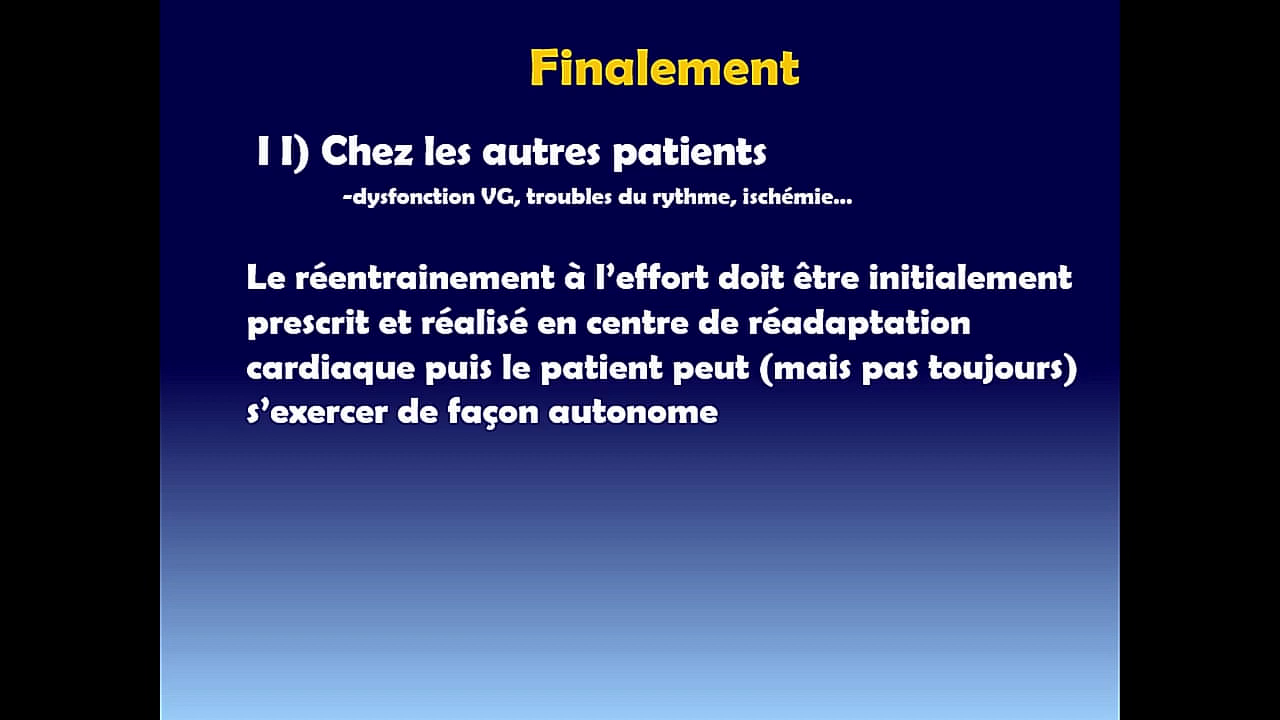 Finalement
I I) Chez les autres patients
-dysfonction VG, troubles du rythme, ischémie...
Le réentrainement à l’effort doit être initialement
prescrit et réalisé en centre de réadaptation
cardiaque puis le patient peut (mais pas toujours)
s’exercer de façon autonome